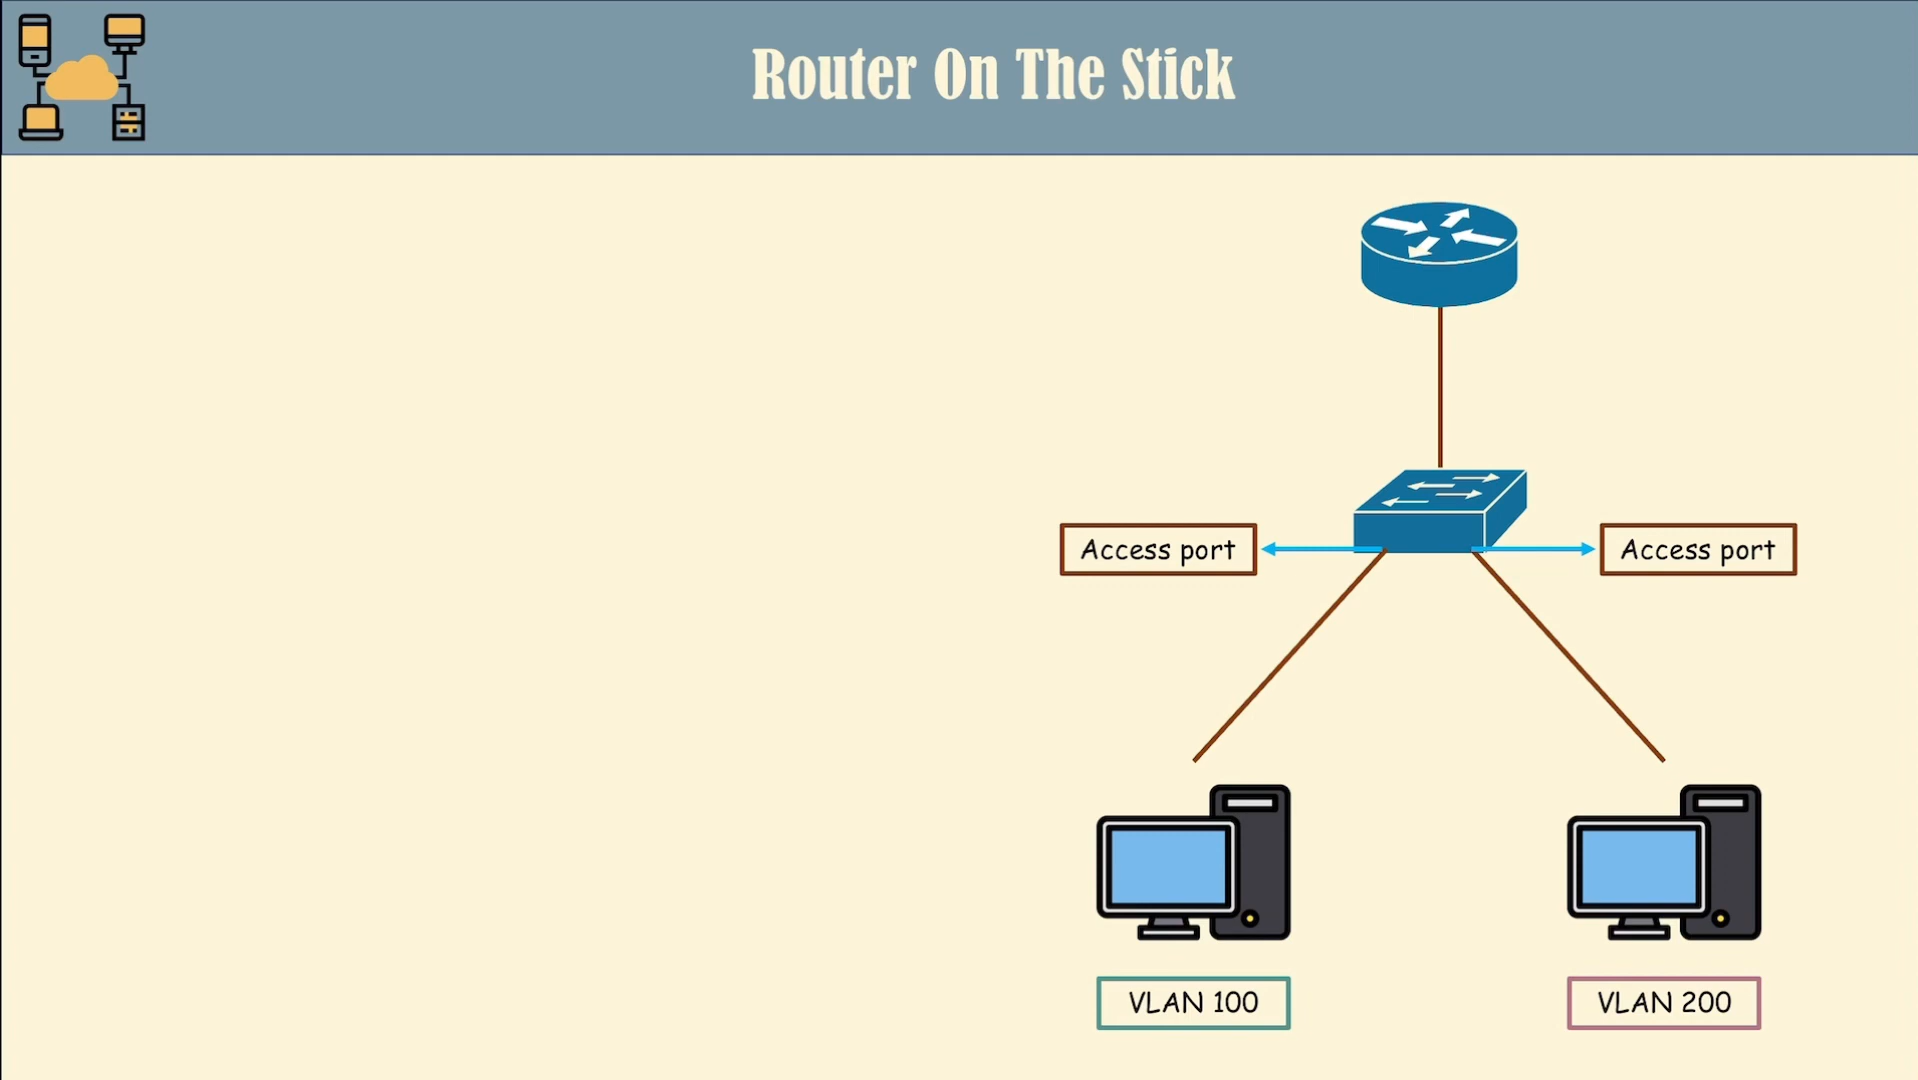 Router On The Stick
Access port
Access port
VLAN 100
VLAN 200